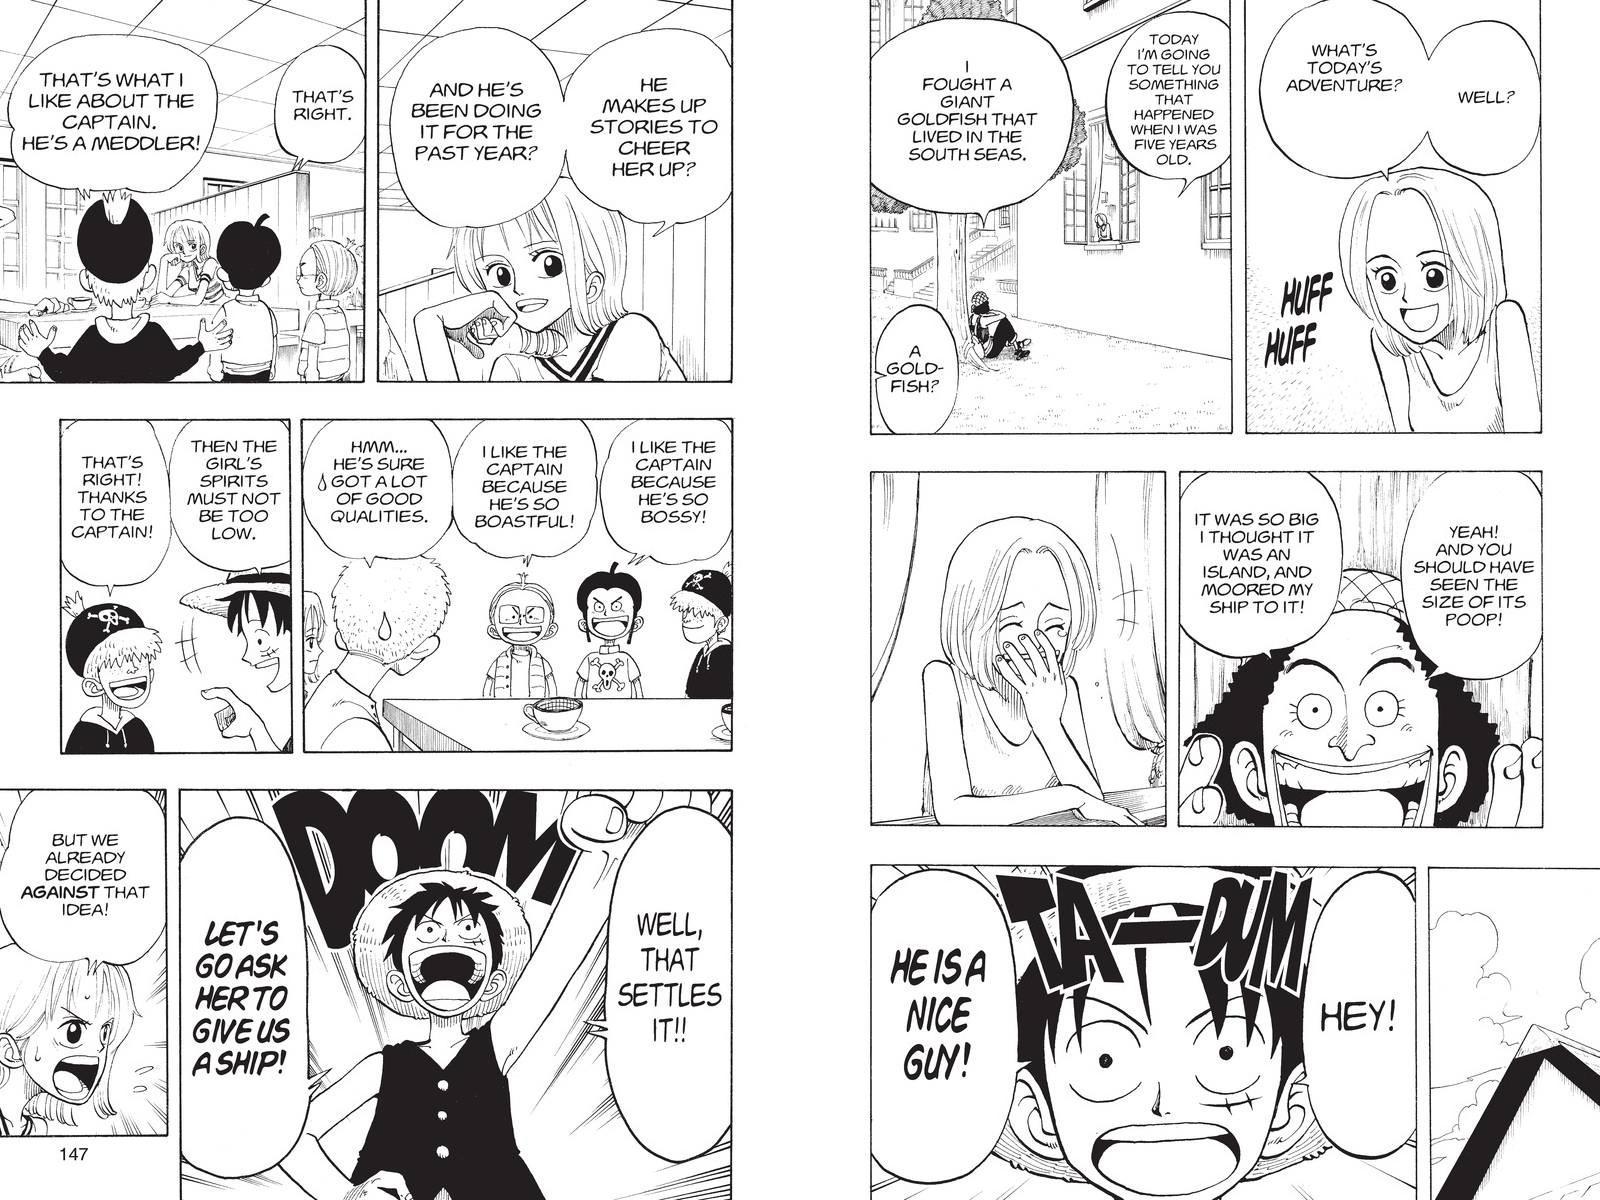 WELL?
WHAT'S
TODAY'S
ADVENTURE?
HUFF
HUFF
TODAY
I'M GOING
TO TELL YOU
SOMETHING
THAT
HAPPENED
WHEN I WAS
FIVE YEARS
OLD.
I
FOUGHT A
GIANT
GOLDFISH THAT
LIVED IN THE
SOUTH SEAS.
A
GOLD-
FISH?
YEAH!
AND YOU
SHOULD HAVE
SEEN THE
SIZE OF ITS
POOP!
IT WAS SO BIG
I THOUGHT IT
WAS AN
ISLAND, AND
MOORED MY
SHIP TO IT!
HEY!
TA-DUM
HE IS A
NICE
GUY!
HE
MAKES UP
STORIES TO
CHEER
HER UP?
AND HE'S
BEEN DOING
IT FOR THE
PAST YEAR?
THAT'S
RIGHT.
THAT'S WHAT I
LIKE ABOUT THE
CAPTAIN.
HE'S A MEDDLER!
I LIKE THE
CAPTAIN
BECAUSE
HE'S SO
BOSSY!
I LIKE THE
CAPTAIN
BECAUSE
HE'S SO
BOASTFUL!
HMM...
HE'S SURE
GOT A LOT
OF GOOD
QUALITIES.
THEN THE
GIRL'S
SPIRITS
MUST NOT
BE TOO
LOW.
THAT'S
RIGHT!
THANKS
TO THE
CAPTAIN!
WELL,
THAT
SETTLES
IT!!
DOOM
LET'S
GO ASK
HER TO
GIVE US
A SHIP!
BUT WE
ALREADY
DECIDED
AGAINST THAT
IDEA!
147